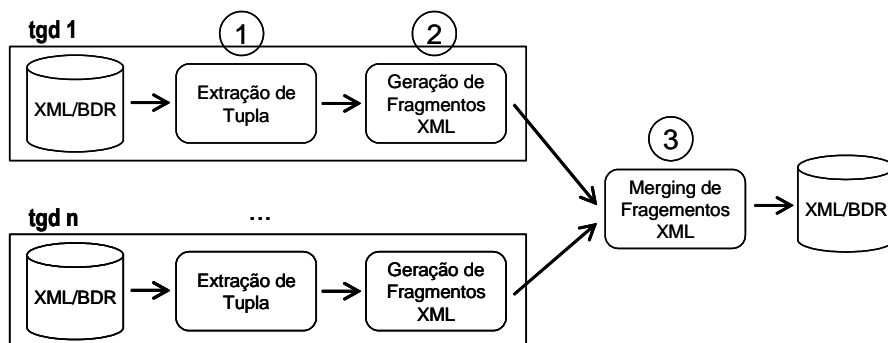 tgd 1
1
2
XML/BDR
Extração de
Tupla
Geração de
Fragmentos
XML
3
Merging de
Fragementos
XML
XML/BDR
tgd n
...
XML/BDR
Extração de
Tupla
Geração de
Fragmentos
XML